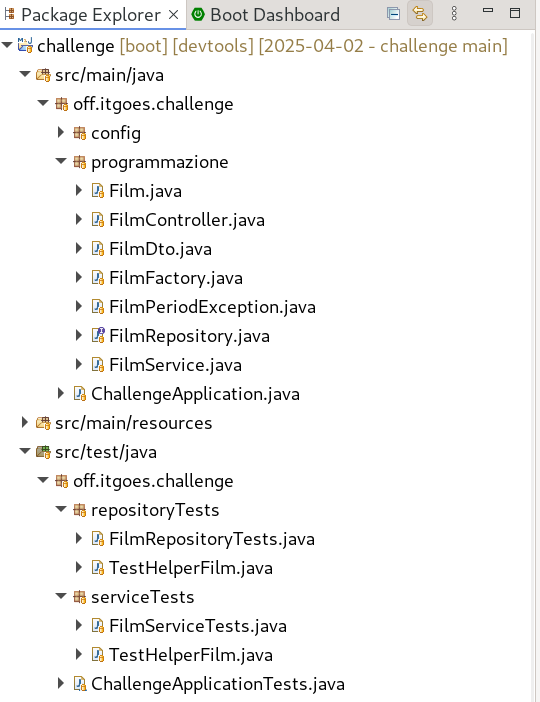 Package Explorer × Boot Dashboard
challenge [boot] [devtools] [2025-04-02 - challenge main]
src/main/java
off.itgoes.challenge
config
programmazione
Film.java
FilmController.java
FilmDto.java
FilmFactory.java
FilmPeriodException.java
FilmRepository.java
FilmService.java
ChallengeApplication.java
src/main/resources
src/test/java
off.itgoes.challenge
repositoryTests
FilmRepositoryTests.java
TestHelperFilm.java
serviceTests
FilmServiceTests.java
TestHelperFilm.java
ChallengeApplicationTests.java